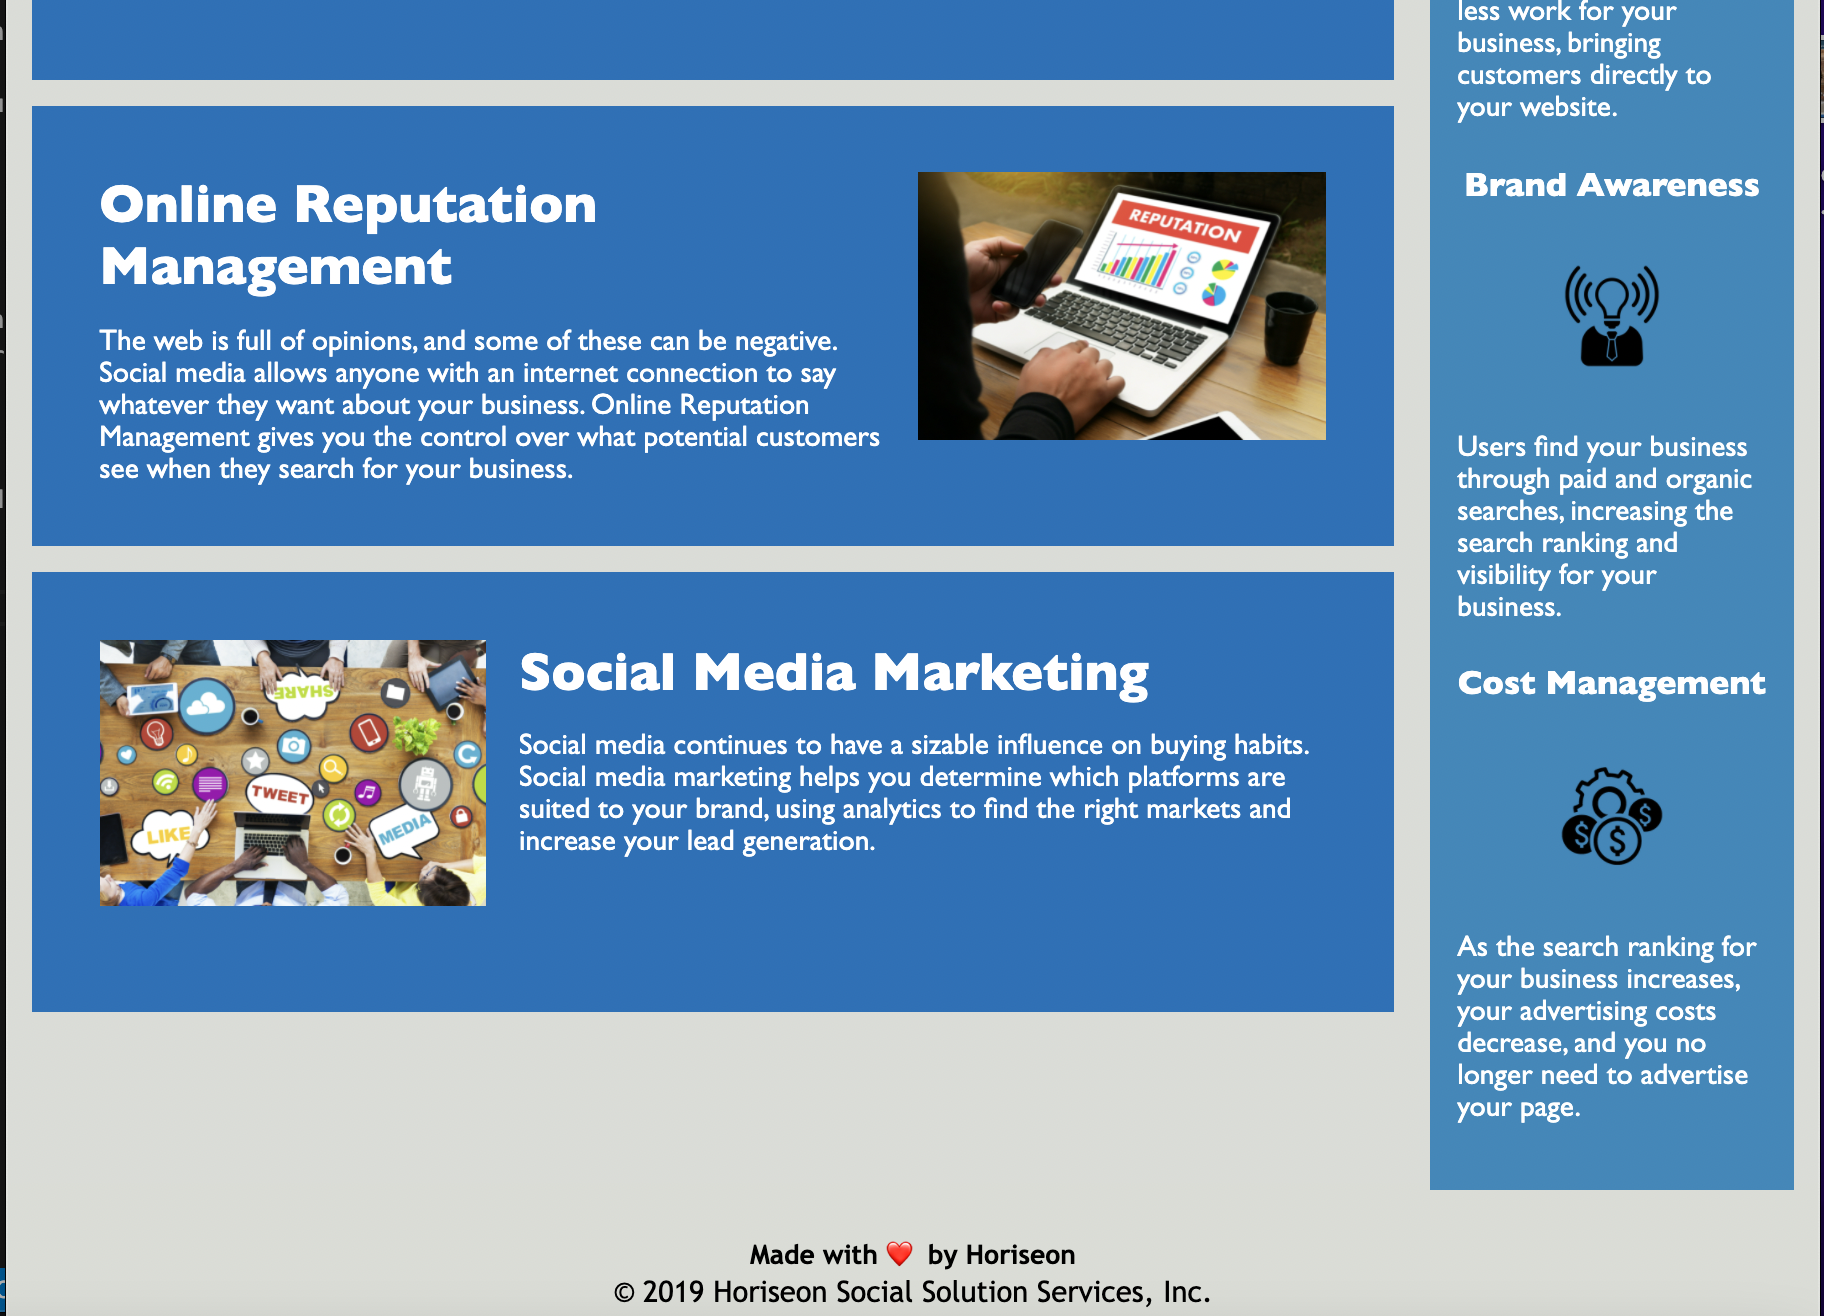 Online Reputation
Management
The web is full of opinions, and some of these can be negative.
Social media allows anyone with an internet connection to say
whatever they want about your business. Online Reputation
Management gives you the control over what potential customers
see when they search for your business.
REPUTATION
SHARE
TWEET
LIKE
MEDIA
Social Media Marketing
Social media continues to have a sizable influence on buying habits.
Social media marketing helps you determine which platforms are
suited to your brand, using analytics to find the right markets and
increase your lead generation.
less work for your
business, bringing
customers directly to
your website.
Brand Awareness
Users find your business
through paid and organic
searches, increasing the
search ranking and
visibility for your
business.
Cost Management
$ $ $
As the search ranking for
your business increases,
your advertising costs
decrease, and you no
longer need to advertise
your page.
Made with ❤️ by Horiseon
© 2019 Horiseon Social Solution Services, Inc.